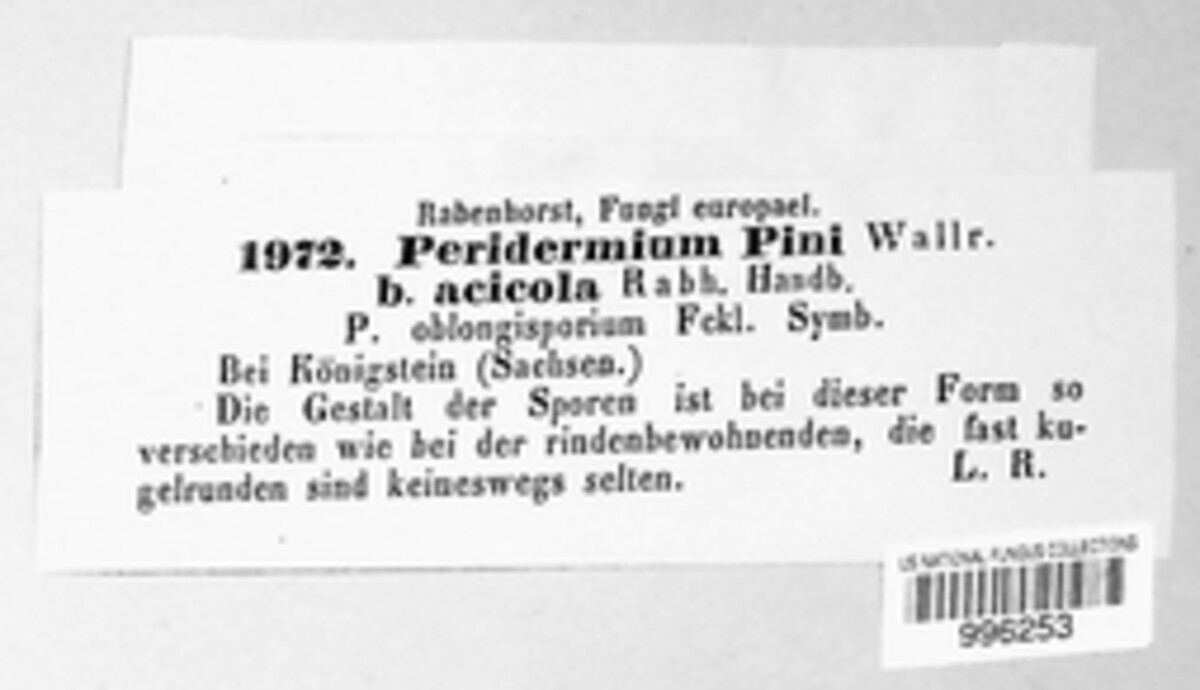 Rabenhorst, Fungi europaei.
1972. Peridermium Pini Wallr.
b. acicola Rabh. Handb.
P. oblongisporium Fckl. Symb.
Bei Königstein (Sachsen.)
Die Gestalt der Sporen ist bei dieser Form so
verschieden wie bei der rindenbewohnenden, die fast ku-
gelrunden sind keineswegs selten. L. R.
US NATIONAL FUNGUS COLLECTIONS
995253